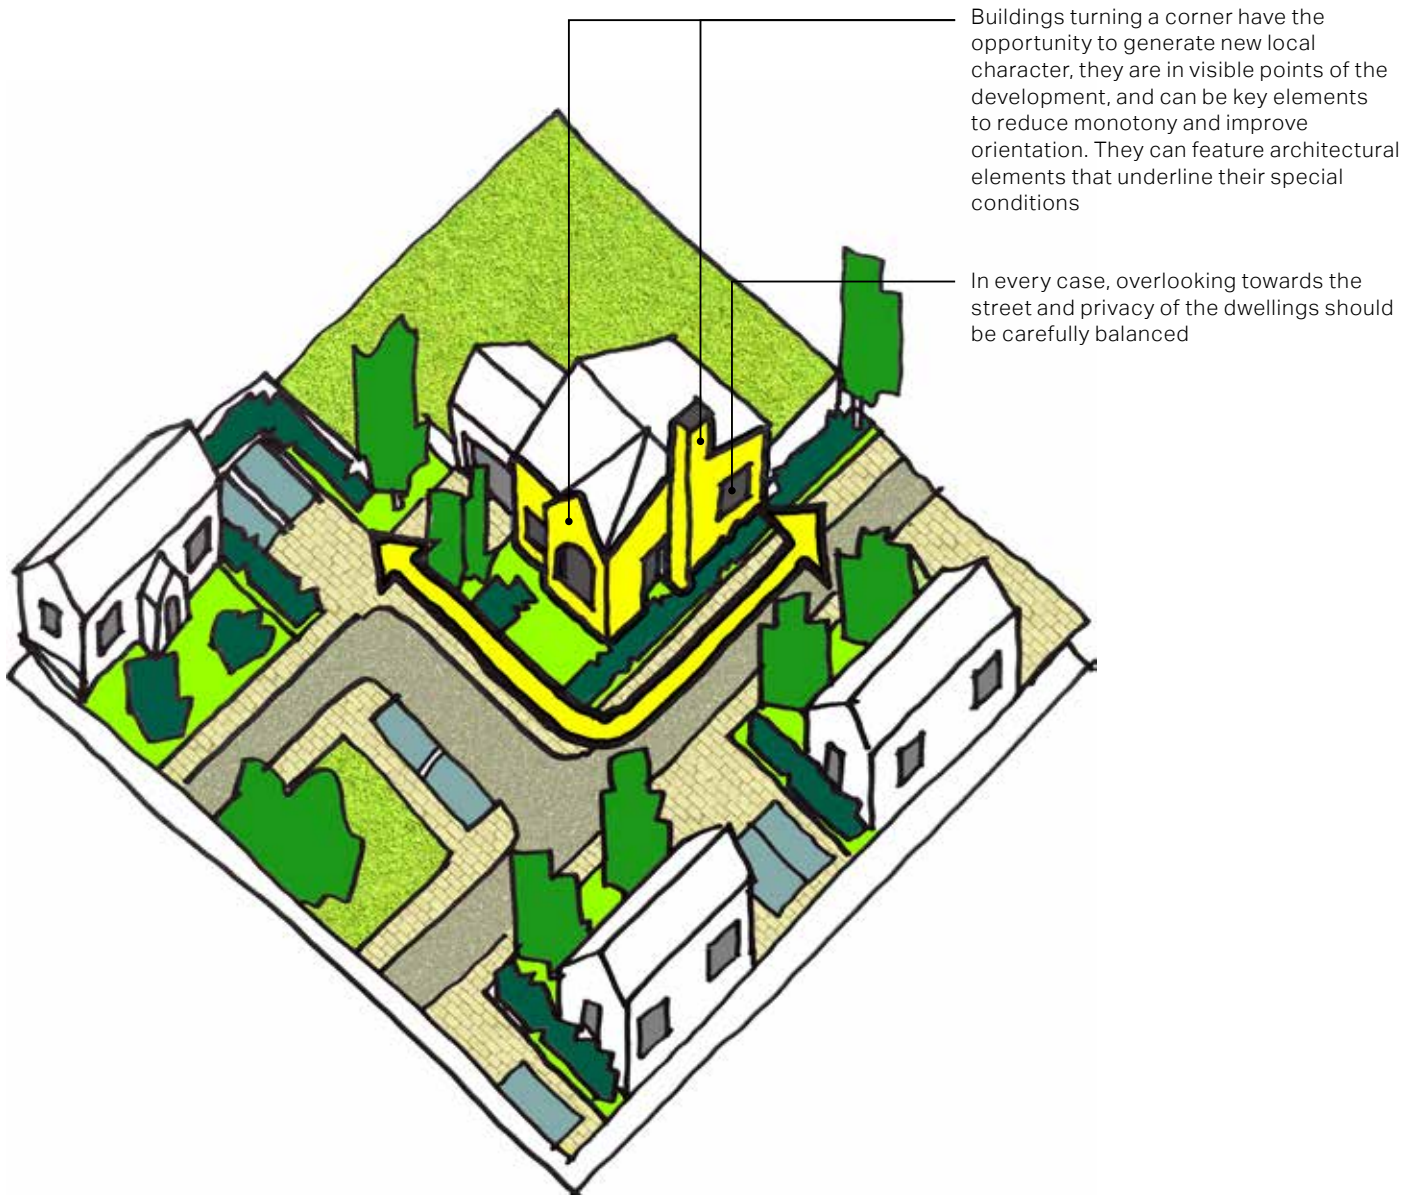 Buildings turning a corner have the
opportunity to generate new local
character, they are in visible points of the
development, and can be key elements
to reduce monotony and improve
orientation. They can feature architectural
elements that underline their special
conditions
In every case, overlooking towards the
street and privacy of the dwellings should
be carefully balanced